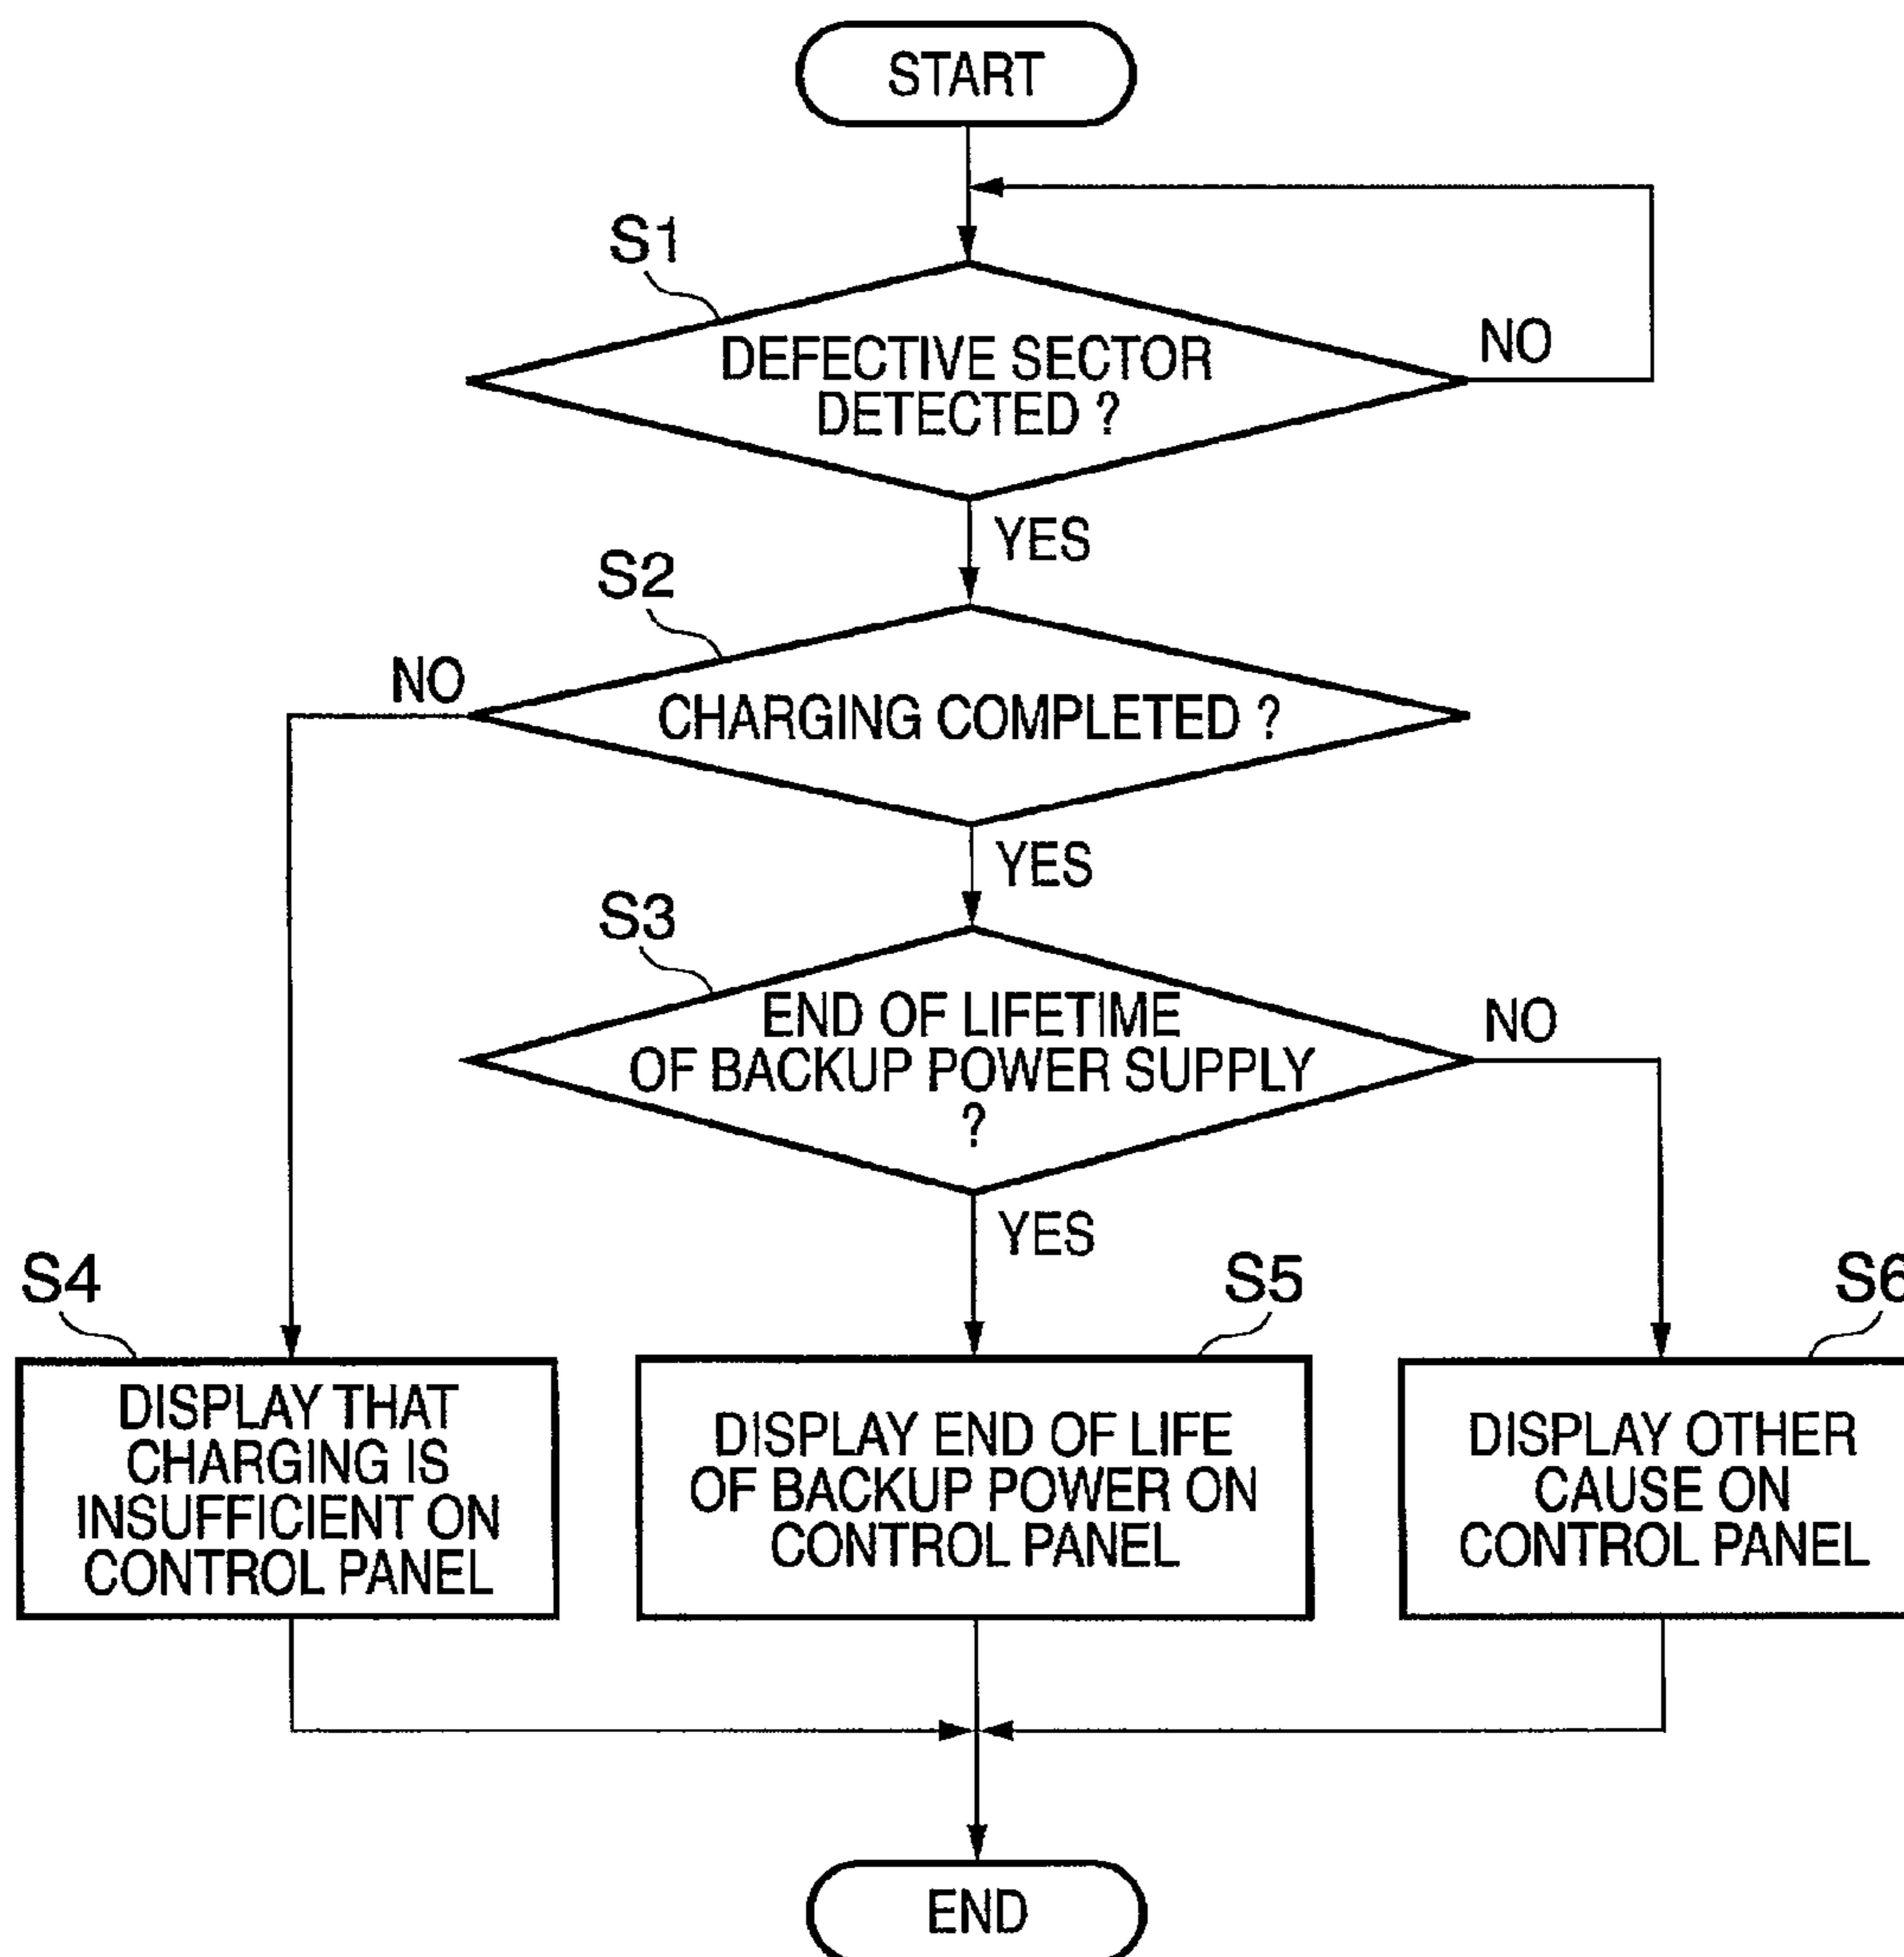 START
S1
DEFECTIVE SECTOR
DETECTED ?
NO
YES
S2
NO
CHARGING COMPLETED ?
YES
S3
END OF LIFETIME
OF BACKUP POWER SUPPLY
?
NO
YES
S4
S5
S6
DISPLAY THAT
CHARGING IS
INSUFFICIENT ON
CONTROL PANEL
DISPLAY END OF LIFE
OF BACKUP POWER ON
CONTROL PANEL
DISPLAY OTHER
CAUSE ON
CONTROL PANEL
END